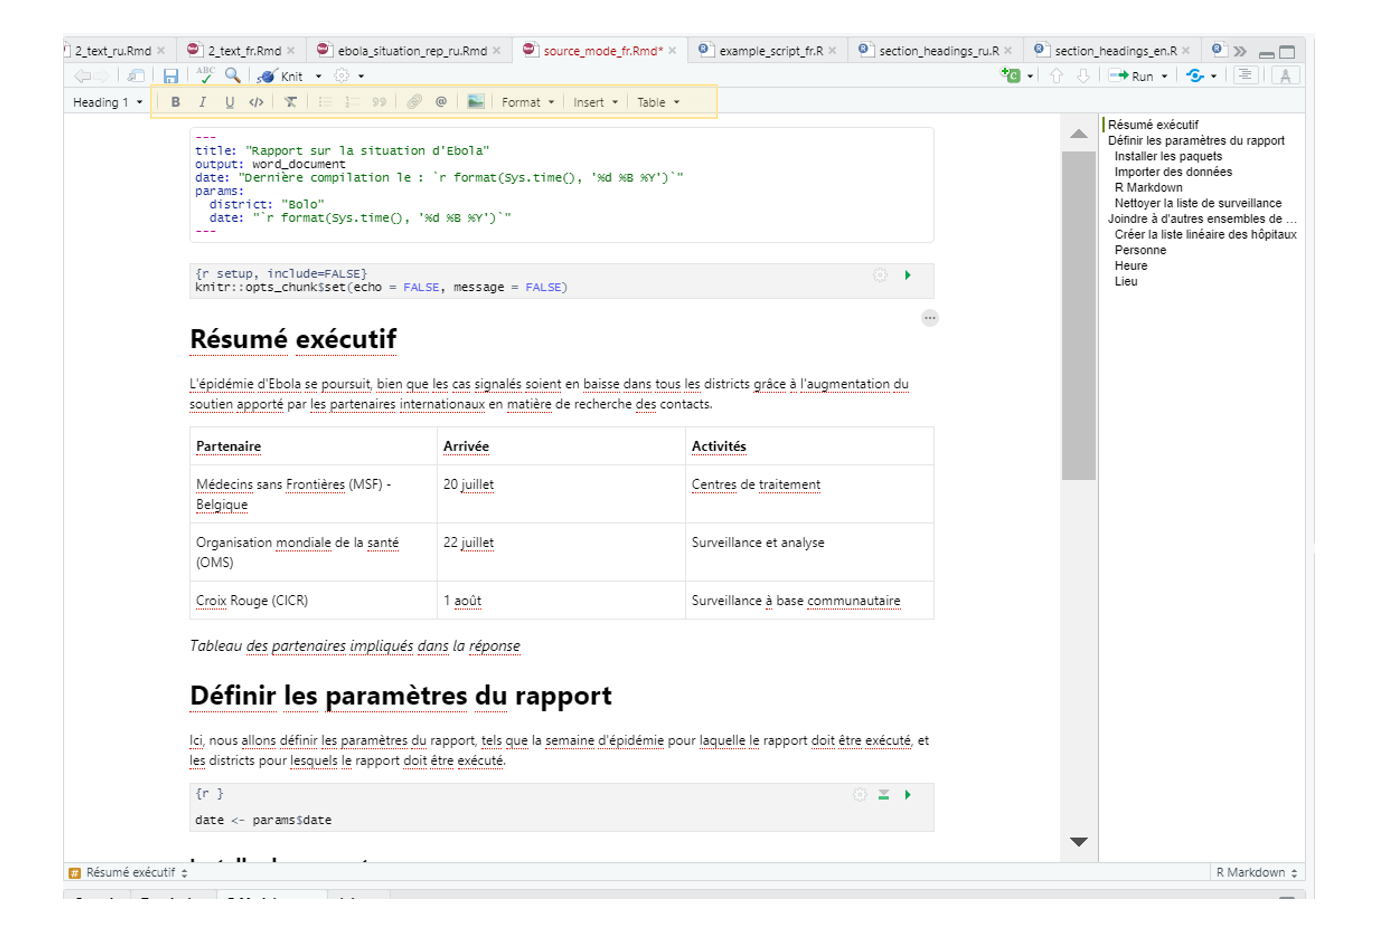 2_text_ru.Rmd × 2_text_fr.Rmd × ebola_situation_rep_ru.Rmd × source_mode_fr.Rmd* × example_script_fr.R × section_headings_ru.R × section_headings_en.R ×
ABC Knit Run
Heading 1 B I U </> 99 @ Format Insert Table
---
title: "Rapport sur la situation d'Ebola"
output: word_document
date: "Dernière compilation le : `r format(Sys.time(), '%d %B %Y')`"
params:
district: "Bolo"
date: "`r format(Sys.time(), '%d %B %Y')`"
---
{r setup, include=FALSE}
knitr::opts_chunk$set(echo = FALSE, message = FALSE)
Résumé exécutif
L'épidémie d'Ebola se poursuit, bien que les cas signalés soient en baisse dans tous les districts grâce à l'augmentation du
soutien apporté par les partenaires internationaux en matière de recherche des contacts.
Partenaire Arrivée Activités
Médecins sans Frontières (MSF) - 20 juillet Centres de traitement
Belgique
Organisation mondiale de la santé 22 juillet Surveillance et analyse
(OMS)
Croix Rouge (CICR) 1 août Surveillance à base communautaire
Tableau des partenaires impliqués dans la réponse
Définir les paramètres du rapport
Ici, nous allons définir les paramètres du rapport, tels que la semaine d'épidémie pour laquelle le rapport doit être exécuté, et
les districts pour lesquels le rapport doit être exécuté.
{r }
date <- params$date
Résumé exécutif
Définir les paramètres du rapport
Installer les paquets
Importer des données
R Markdown
Nettoyer la liste de surveillance
Joindre à d'autres ensembles de ...
Créer la liste linéaire des hôpitaux
Personne
Heure
Lieu
# Résumé exécutif R Markdown